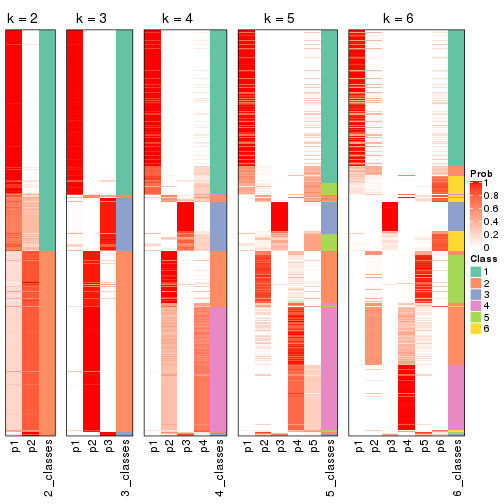 k = 2
k = 3
k = 4
k = 5
k = 6
Prob
1
0.8
0.6
0.4
0.2
0
Class
1
2
3
4
5
6
p1
p2
2_classes
p1
p2
p3
3_classes
p1
p2
p3
p4
4_classes
p1
p2
p3
p4
p5
5_classes
p1
p2
p3
p4
p5
p6
6_classes